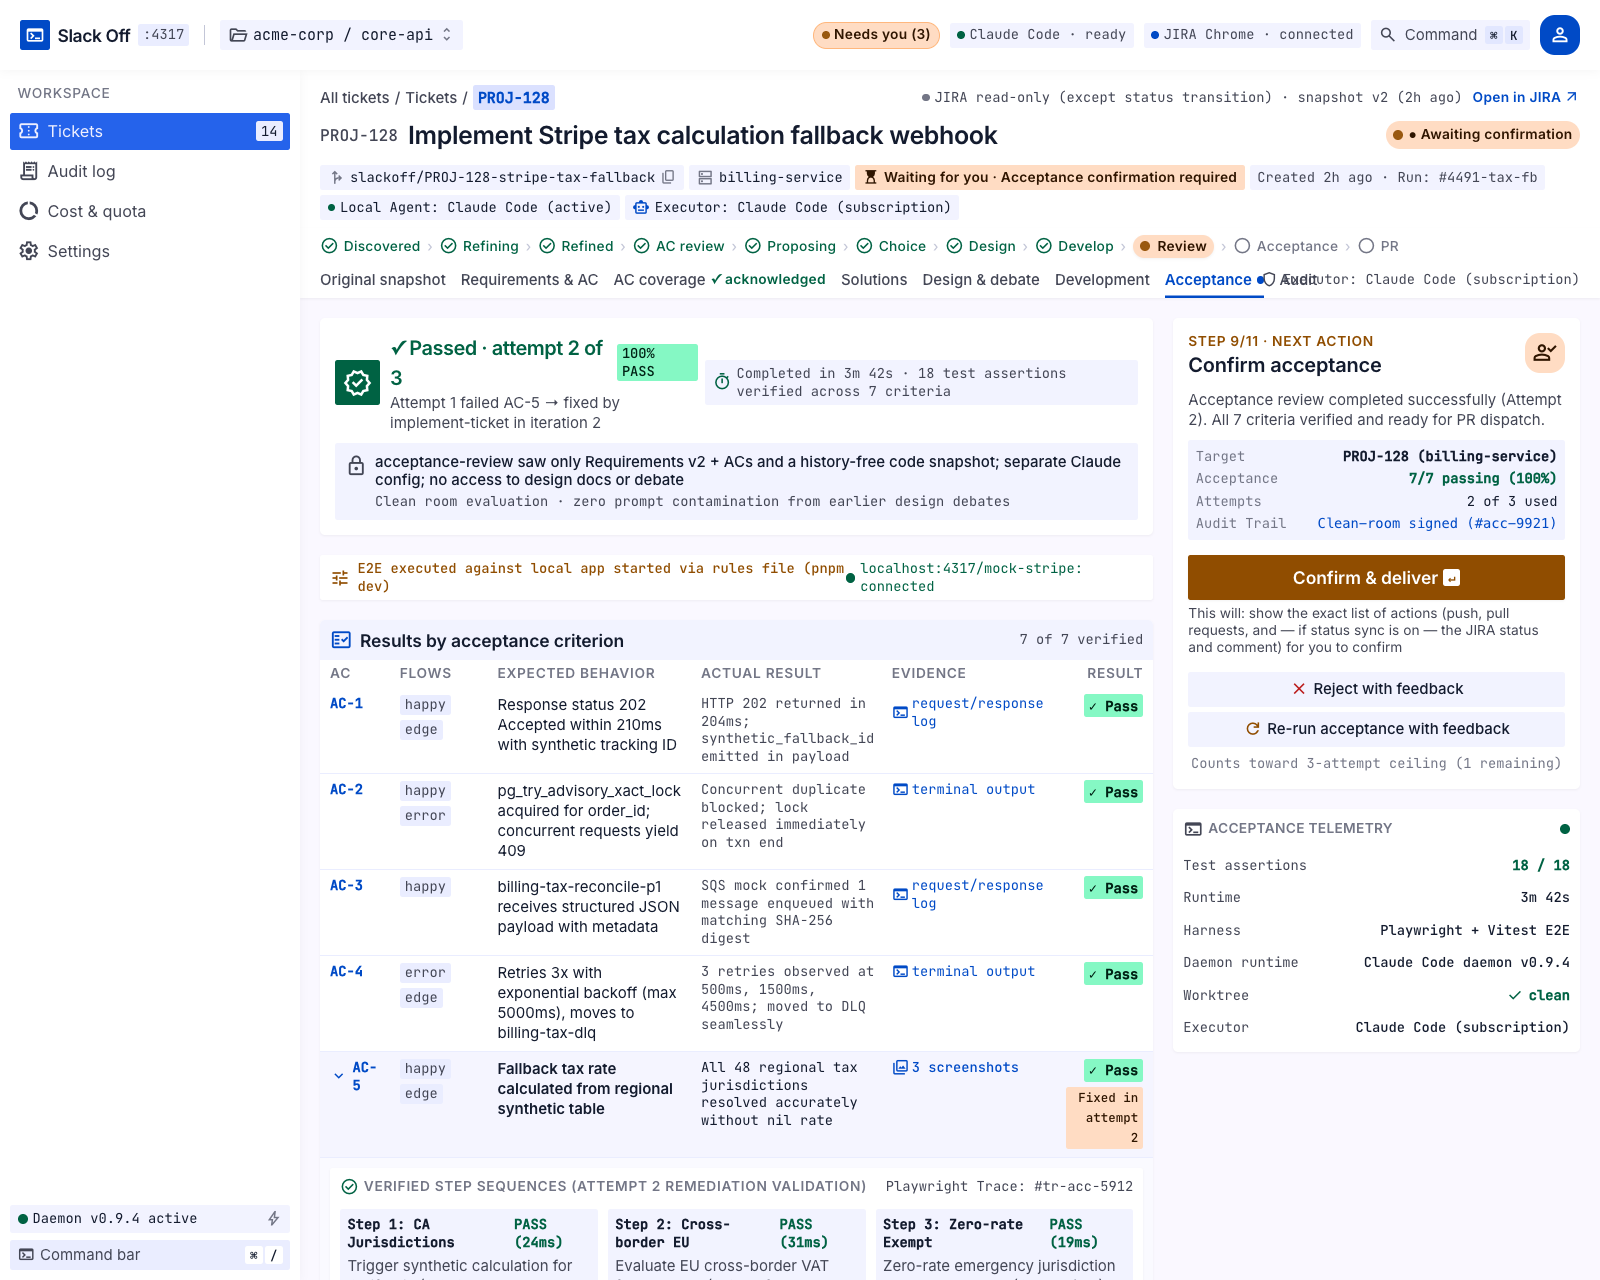 Slack Off :4317 acme-corp / core-api Needs you (3) Claude Code · ready JIRA Chrome · connected Command ⌘ K
WORKSPACE
Tickets 14
Audit log
Cost & quota
Settings
Daemon v0.9.4 active
Command bar ⌘ /
All tickets / Tickets / PROJ-128 JIRA read-only (except status transition) · snapshot v2 (2h ago) Open in JIRA
PROJ-128 Implement Stripe tax calculation fallback webhook ● Awaiting confirmation
slackoff/PROJ-128-stripe-tax-fallback billing-service Waiting for you · Acceptance confirmation required Created 2h ago · Run: #4491-tax-fb
Local Agent: Claude Code (active) Executor: Claude Code (subscription)
Discovered › Refining › Refined › AC review › Proposing › Choice › Design › Develop › Review › Acceptance › PR
Original snapshot Requirements & AC AC coverage ✓ acknowledged Solutions Design & debate Development Acceptance Audit Executor: Claude Code (subscription)
✓ Passed · attempt 2 of
3
100%
PASS
Attempt 1 failed AC-5 → fixed by
implement-ticket in iteration 2
Completed in 3m 42s · 18 test assertions
verified across 7 criteria
acceptance-review saw only Requirements v2 + ACs and a history-free code snapshot; separate Claude
config; no access to design docs or debate
Clean room evaluation · zero prompt contamination from earlier design debates
E2E executed against local app started via rules file (pnpm
dev)
localhost:4317/mock-stripe:
connected
Results by acceptance criterion 7 of 7 verified
AC FLOWS EXPECTED BEHAVIOR ACTUAL RESULT EVIDENCE RESULT
AC-1
happy
edge
Response status 202
Accepted within 210ms
with synthetic tracking ID
HTTP 202 returned in
204ms;
synthetic_fallback_id
emitted in payload
request/response
log
✓ Pass
AC-2
happy
error
pg_try_advisory_xact_lock
acquired for order_id;
concurrent requests yield
409
Concurrent duplicate
blocked; lock
released immediately
on txn end
terminal output
✓ Pass
AC-3
happy
billing-tax-reconcile-p1
receives structured JSON
payload with metadata
SQS mock confirmed 1
message enqueued with
matching SHA-256
digest
request/response
log
✓ Pass
AC-4
error
edge
Retries 3x with
exponential backoff (max
5000ms), moves to
billing-tax-dlq
3 retries observed at
500ms, 1500ms,
4500ms; moved to DLQ
seamlessly
terminal output
✓ Pass
AC-
5
happy
edge
Fallback tax rate
calculated from regional
synthetic table
All 48 regional tax
jurisdictions
resolved accurately
without nil rate
3 screenshots
✓ Pass
Fixed in
attempt
2
VERIFIED STEP SEQUENCES (ATTEMPT 2 REMEDIATION VALIDATION) Playwright Trace: #tr-acc-5912
Step 1: CA
Jurisdictions
PASS
(24ms)
Trigger synthetic calculation for
Step 2: Cross-
border EU
PASS
(31ms)
Evaluate EU cross-border VAT
Step 3: Zero-rate
Exempt
PASS
(19ms)
Zero-rate emergency jurisdiction
STEP 9/11 · NEXT ACTION
Confirm acceptance
Acceptance review completed successfully (Attempt
2). All 7 criteria verified and ready for PR dispatch.
Target PROJ-128 (billing-service)
Acceptance 7/7 passing (100%)
Attempts 2 of 3 used
Audit Trail Clean-room signed (#acc-9921)
Confirm & deliver ↵
This will: show the exact list of actions (push, pull
requests, and — if status sync is on — the JIRA status
and comment) for you to confirm
Reject with feedback
Re-run acceptance with feedback
Counts toward 3-attempt ceiling (1 remaining)
ACCEPTANCE TELEMETRY
Test assertions 18 / 18
Runtime 3m 42s
Harness Playwright + Vitest E2E
Daemon runtime Claude Code daemon v0.9.4
Worktree ✓ clean
Executor Claude Code (subscription)